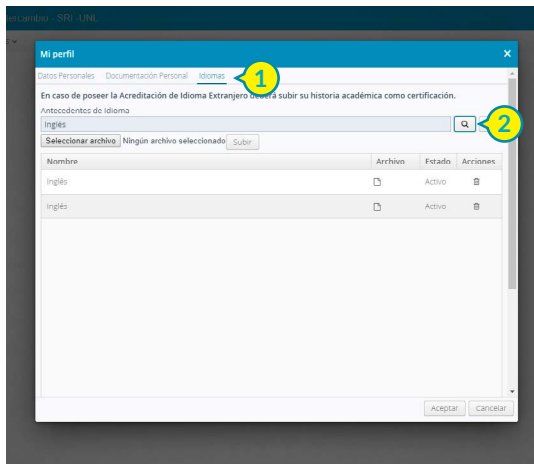 Intercambio - SRI -UNL
Mi perfil
Datos Personales Documentación Personal Idiomas
1
En caso de poseer la Acreditación de Idioma Extranjero deberá subir su historia académica como certificación.
Antecedentes de Idioma
Inglés
2
Seleccionar archivo Ningún archivo seleccionado Subir
Nombre Archivo Estado Acciones
Inglés Activo
Inglés Activo
Aceptar Cancelar